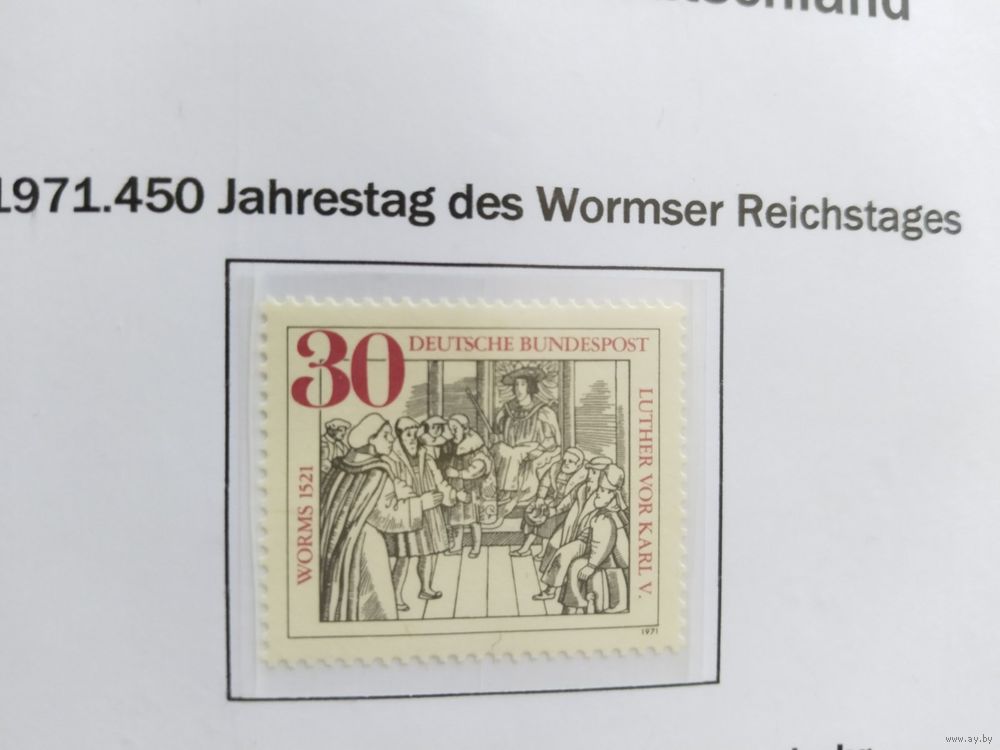 1971.450 Jahrestag des Wormser Reichstages
30
DEUTSCHE BUNDESPOST
WORMS 1521
LUTHER VOR KARL V.
1971
www.ay.by